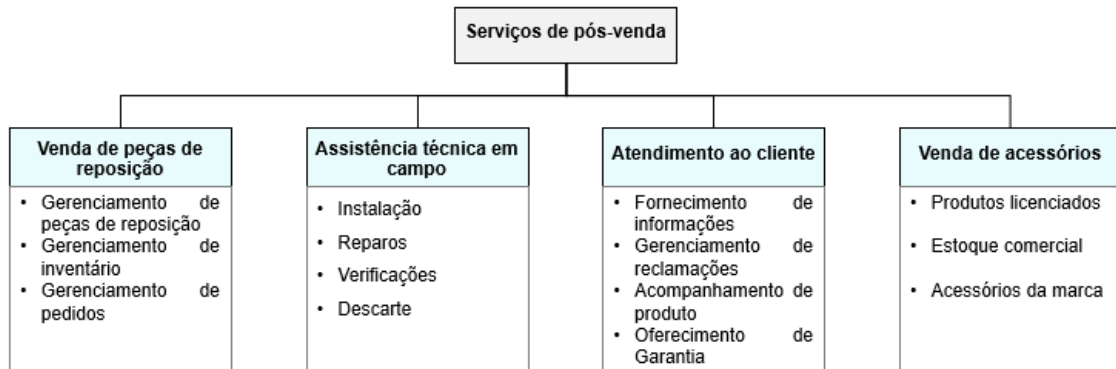 Serviços de pós-venda
Venda de peças de
reposição
• Gerenciamento de
peças de reposição
• Gerenciamento de
inventário
• Gerenciamento de
pedidos
Assistência técnica em
campo
• Instalação
• Reparos
• Verificações
• Descarte
Atendimento ao cliente
• Fornecimento de
informações
• Gerenciamento de
reclamações
• Acompanhamento de
produto
• Oferecimento de
Garantia
Venda de acessórios
• Produtos licenciados
• Estoque comercial
• Acessórios da marca